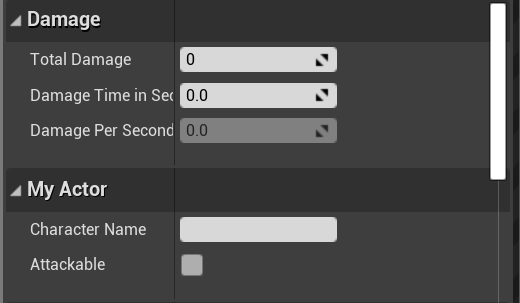 Damage
Total Damage 0
Damage Time in Sec 0.0
Damage Per Second 0.0
My Actor
Character Name
Attackable